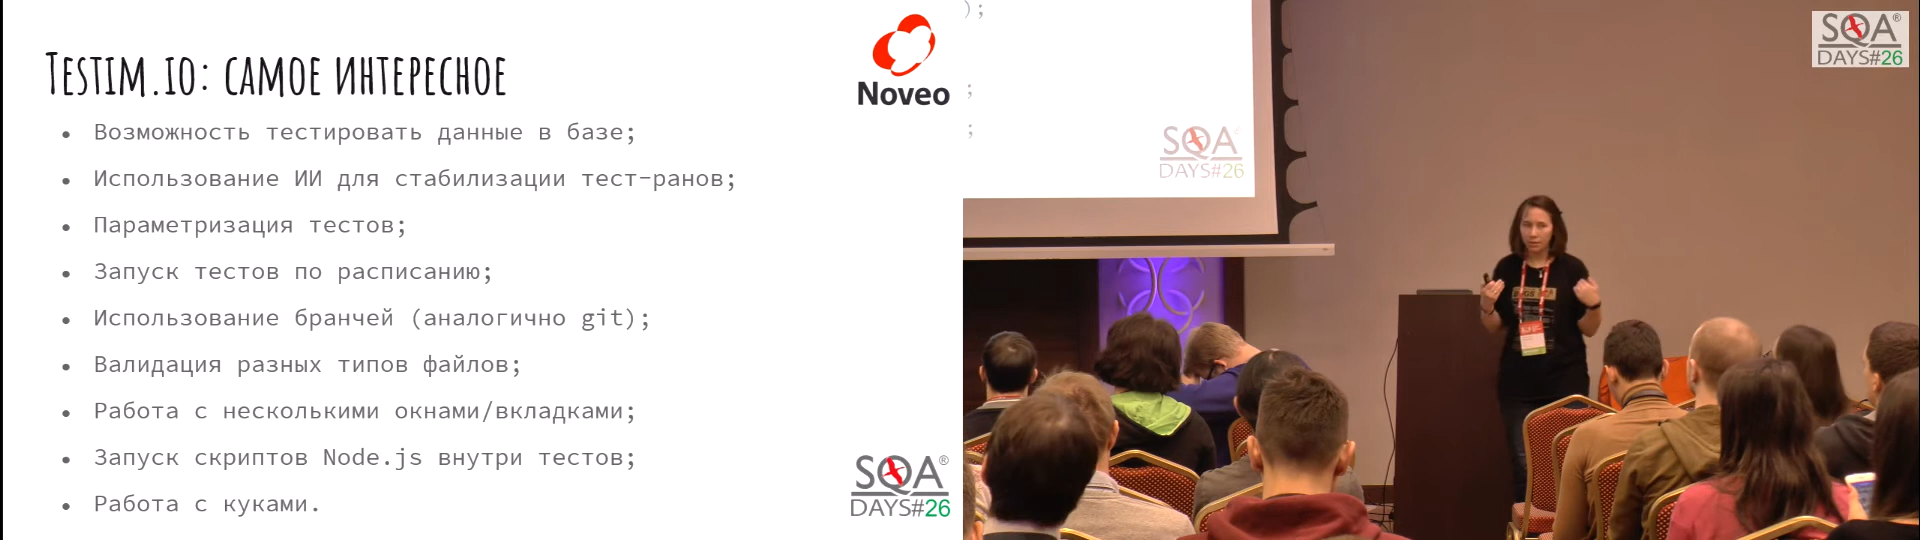 Testim.io: самое интересное
Noveo
• Возможность тестировать данные в базе;
• Использование ИИ для стабилизации тест-ранов;
• Параметризация тестов;
• Запуск тестов по расписанию;
• Использование бранчей (аналогично git);
• Валидация разных типов файлов;
• Работа с несколькими окнами/вкладками;
• Запуск скриптов Node.js внутри тестов;
• Работа с куками.
SQA®
DAYS#26
);
;
;
SQA
DAYS#26
SQA®
DAYS#26